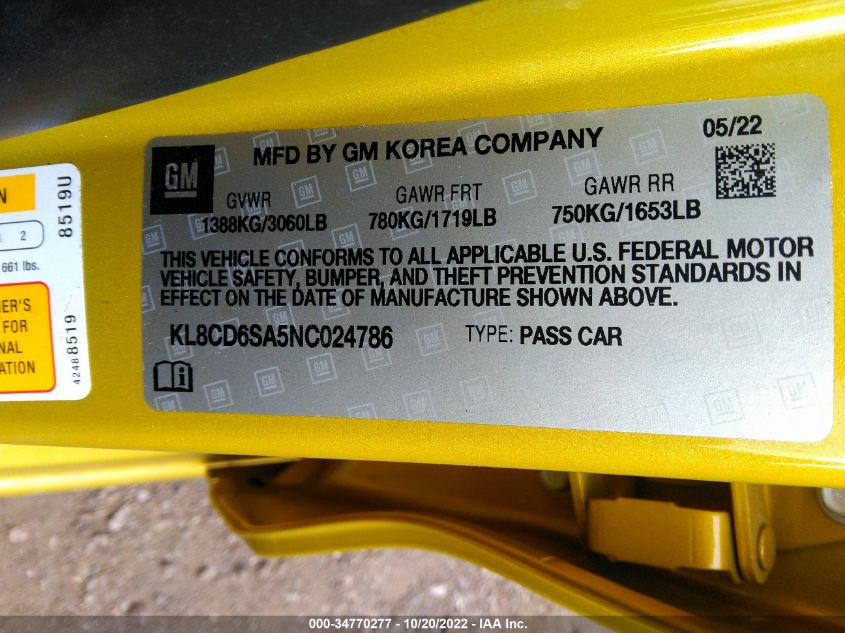 GM
MFD BY GM KOREA COMPANY
05/22
GVWR
1388KG/3060LB
GAWR FRT
780KG/1719LB
GAWR RR
750KG/1653LB
THIS VEHICLE CONFORMS TO ALL APPLICABLE U.S. FEDERAL MOTOR
VEHICLE SAFETY, BUMPER, AND THEFT PREVENTION STANDARDS IN
EFFECT ON THE DATE OF MANUFACTURE SHOWN ABOVE.
KL8CD6SA5NC024786
TYPE: PASS CAR
N
2
661 lbs.
ER'S
FOR
NAL
ATION
8519U
42488519
000-34770277 - 10/20/2022 - IAA Inc.